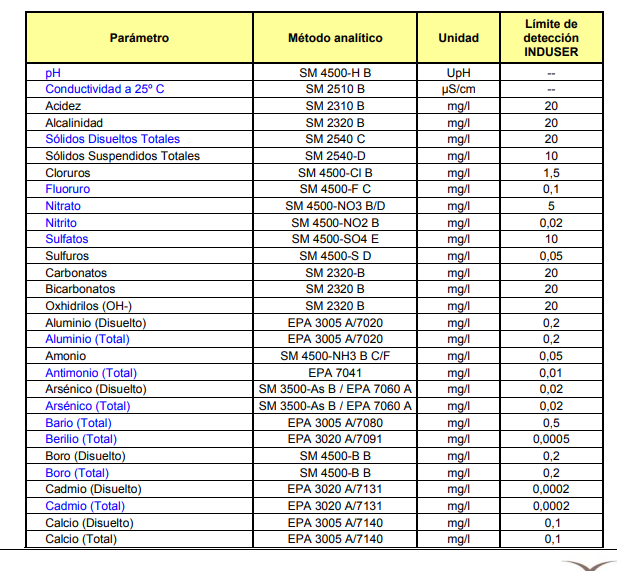 Parámetro Método analítico Unidad Límite de detección INDUSER
pH SM 4500-H B UpH --
Conductividad a 25º C SM 2510 B µS/cm --
Acidez SM 2310 B mg/l 20
Alcalinidad SM 2320 B mg/l 20
Sólidos Disueltos Totales SM 2540 C mg/l 20
Sólidos Suspendidos Totales SM 2540-D mg/l 10
Cloruros SM 4500-Cl B mg/l 1,5
Fluoruro SM 4500-F C mg/l 0,1
Nitrato SM 4500-NO3 B/D mg/l 5
Nitrito SM 4500-NO2 B mg/l 0,02
Sulfatos SM 4500-SO4 E mg/l 10
Sulfuros SM 4500-S D mg/l 0,05
Carbonatos SM 2320-B mg/l 20
Bicarbonatos SM 2320 B mg/l 20
Oxhidrilos (OH-) SM 2320 B mg/l 20
Aluminio (Disuelto) EPA 3005 A/7020 mg/l 0,2
Aluminio (Total) EPA 3005 A/7020 mg/l 0,2
Amonio SM 4500-NH3 B C/F mg/l 0,05
Antimonio (Total) EPA 7041 mg/l 0,01
Arsénico (Disuelto) SM 3500-As B / EPA 7060 A mg/l 0,02
Arsénico (Total) SM 3500-As B / EPA 7060 A mg/l 0,02
Bario (Total) EPA 3005 A/7080 mg/l 0,5
Berilio (Total) EPA 3020 A/7091 mg/l 0,0005
Boro (Disuelto) SM 4500-B B mg/l 0,2
Boro (Total) SM 4500-B B mg/l 0,2
Cadmio (Disuelto) EPA 3020 A/7131 mg/l 0,0002
Cadmio (Total) EPA 3020 A/7131 mg/l 0,0002
Calcio (Disuelto) EPA 3005 A/7140 mg/l 0,1
Calcio (Total) EPA 3005 A/7140 mg/l 0,1